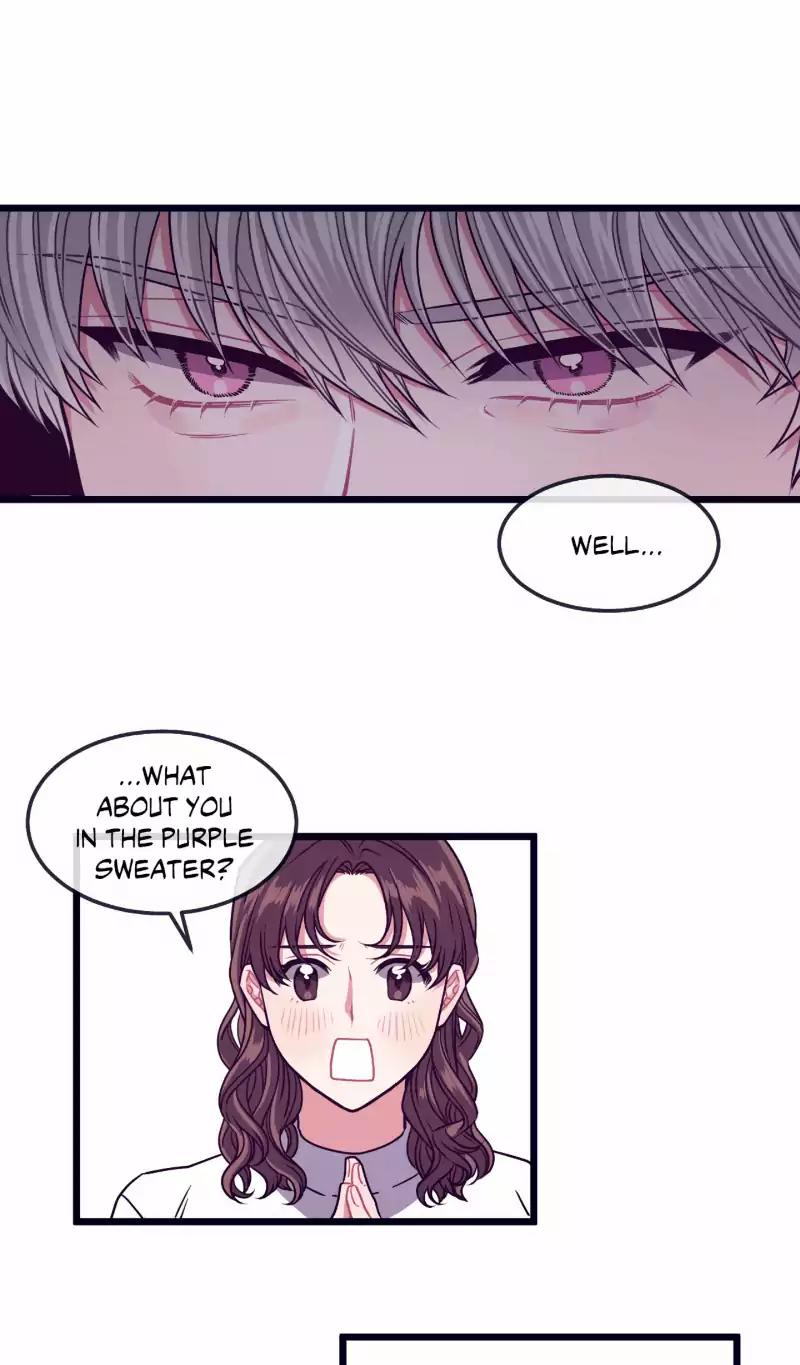 WELL...
...WHAT
ABOUT YOU
IN THE PURPLE
SWEATER?